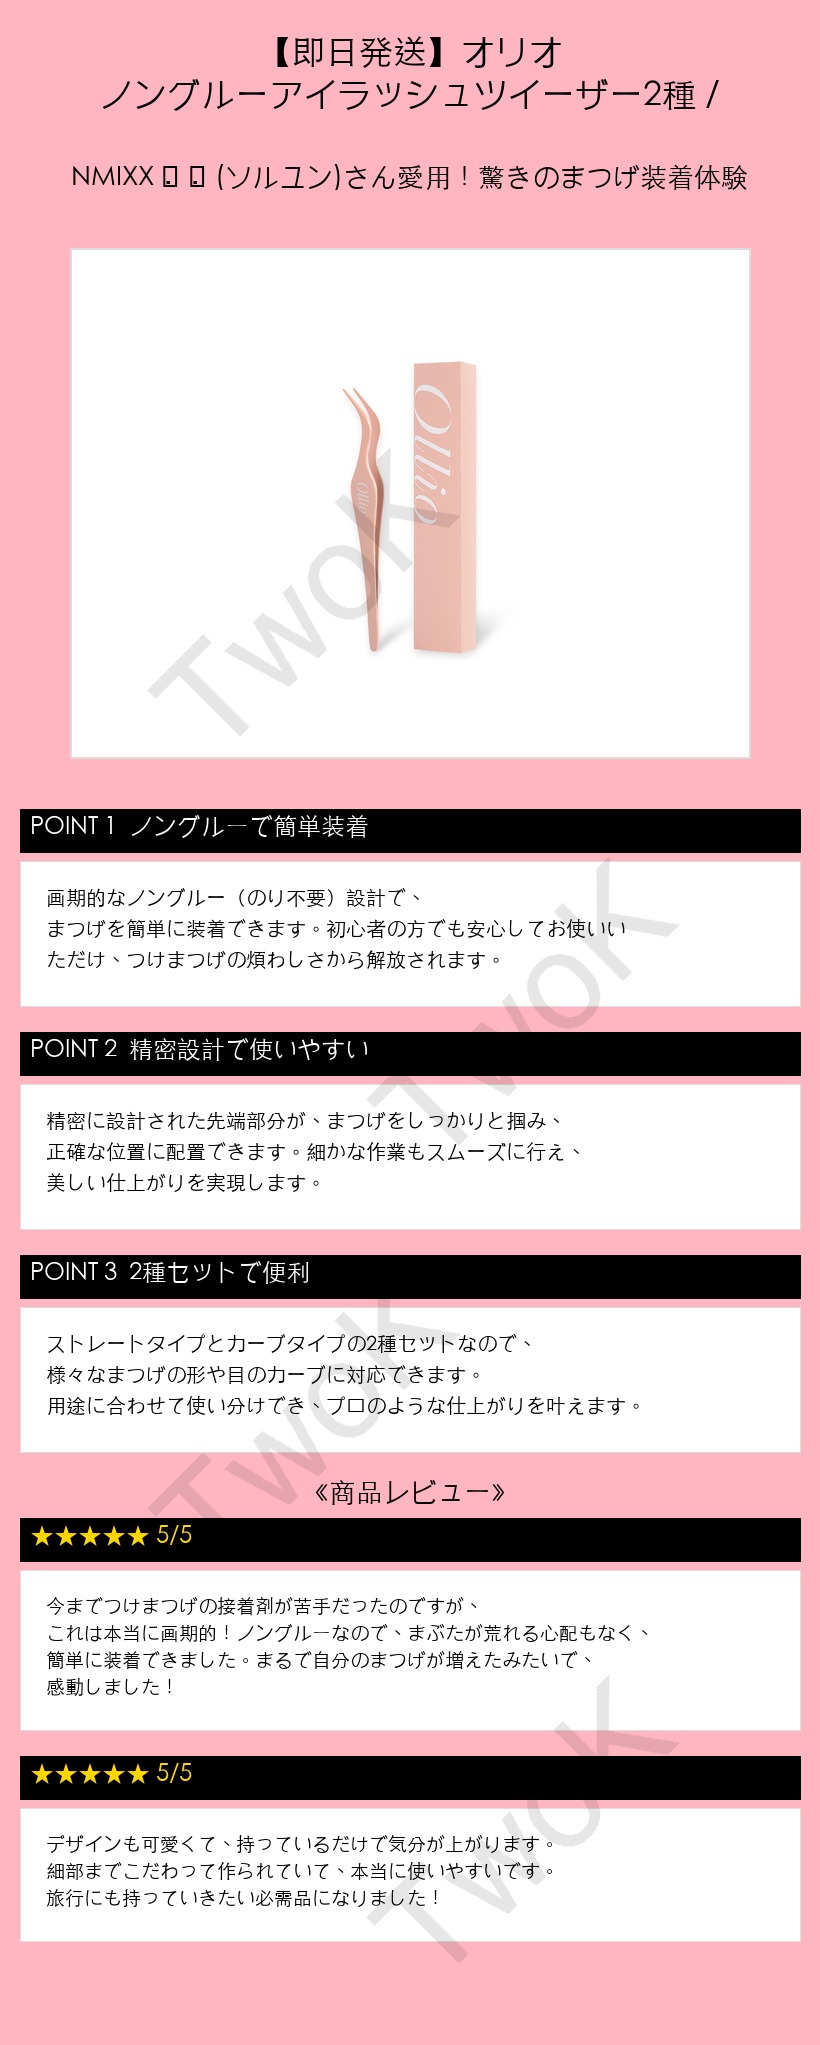 【即日発送】オリオ
ノングルーアイラッシュツイーザー2種 /
NMIXX (ソルユン)さん愛用！驚きのまつげ装着体験
Ollio
Ollio
TwoK
POINT 1 ノングルーで簡単装着
画期的なノングルー（のり不要）設計で、
まつげを簡単に装着できます。初心者の方でも安心してお使いい
ただけ、つけまつげの煩わしさから解放されます。
TwoK
POINT 2 精密設計で使いやすい
精密に設計された先端部分が、まつげをしっかりと掴み、
正確な位置に配置できます。細かな作業もスムーズに行え、
美しい仕上がりを実現します。
POINT 3 2種セットで便利
ストレートタイプとカーブタイプの2種セットなので、
様々なまつげの形や目のカーブに対応できます。
用途に合わせて使い分けでき、プロのような仕上がりを叶えます。
TwoK
《商品レビュー》
★★★★★ 5/5
今までつけまつげの接着剤が苦手だったのですが、
これは本当に画期的！ノングルーなので、まぶたが荒れる心配もなく、
簡単に装着できました。まるで自分のまつげが増えたみたいで、
感動しました！
★★★★★ 5/5
デザインも可愛くて、持っているだけで気分が上がります。
細部までこだわって作られていて、本当に使いやすいです。
旅行にも持っていきたい必需品になりました！
TwoK